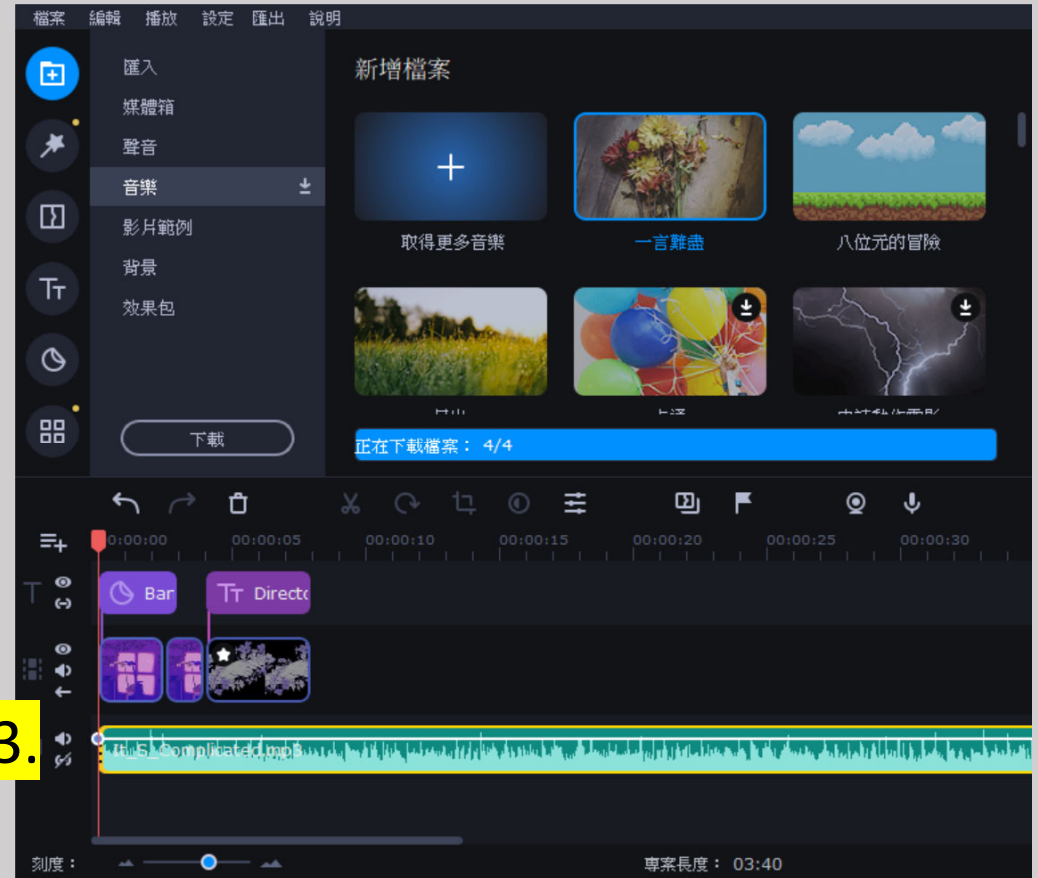 檔案 編輯 播放 設定 匯出 說明
匯入
媒體箱
聲音
音樂
影片範例
背景
效果包
下載
新增檔案
取得更多音樂 一言難盡 八位元的冒險
正在下載檔案： 4/4
00:00:00 00:00:05 00:00:10 00:00:15 00:00:20 00:00:25 00:00:30
Bar Tт Directo
3.
It_S_Complicated.mp3
刻度： 專案長度： 03:40